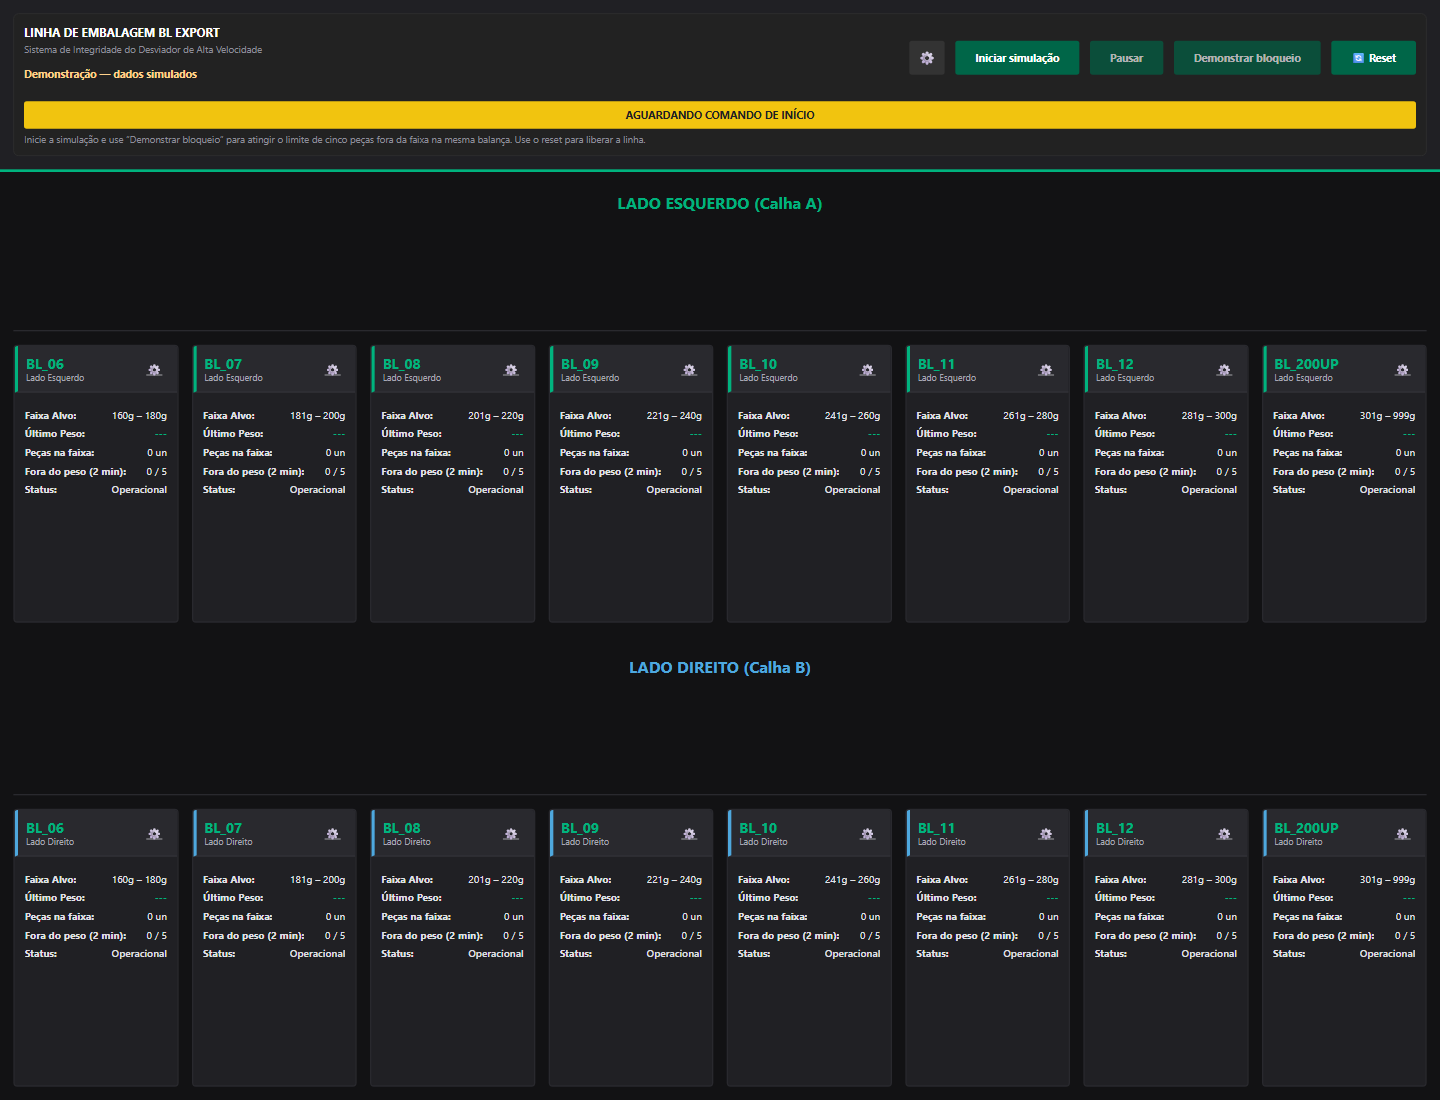 LINHA DE EMBALAGEM BL EXPORT
Sistema de Integridade do Desviador de Alta Velocidade
Demonstração — dados simulados
Iniciar simulação Pausar Demonstrar bloqueio Reset
AGUARDANDO COMANDO DE INÍCIO
Inicie a simulação e use "Demonstrar bloqueio" para atingir o limite de cinco peças fora da faixa na mesma balança. Use o reset para liberar a linha.
LADO ESQUERDO (Calha A)
BL_06 BL_07 BL_08 BL_09 BL_10 BL_11 BL_12 BL_200UP
Lado Esquerdo Lado Esquerdo Lado Esquerdo Lado Esquerdo Lado Esquerdo Lado Esquerdo Lado Esquerdo Lado Esquerdo
Faixa Alvo: 160g – 180g Faixa Alvo: 181g – 200g Faixa Alvo: 201g – 220g Faixa Alvo: 221g – 240g Faixa Alvo: 241g – 260g Faixa Alvo: 261g – 280g Faixa Alvo: 281g – 300g Faixa Alvo: 301g – 999g
Último Peso: --- Último Peso: --- Último Peso: --- Último Peso: --- Último Peso: --- Último Peso: --- Último Peso: --- Último Peso: ---
Peças na faixa: 0 un Peças na faixa: 0 un Peças na faixa: 0 un Peças na faixa: 0 un Peças na faixa: 0 un Peças na faixa: 0 un Peças na faixa: 0 un Peças na faixa: 0 un
Fora do peso (2 min): 0 / 5 Fora do peso (2 min): 0 / 5 Fora do peso (2 min): 0 / 5 Fora do peso (2 min): 0 / 5 Fora do peso (2 min): 0 / 5 Fora do peso (2 min): 0 / 5 Fora do peso (2 min): 0 / 5 Fora do peso (2 min): 0 / 5
Status: Operacional Status: Operacional Status: Operacional Status: Operacional Status: Operacional Status: Operacional Status: Operacional Status: Operacional
LADO DIREITO (Calha B)
BL_06 BL_07 BL_08 BL_09 BL_10 BL_11 BL_12 BL_200UP
Lado Direito Lado Direito Lado Direito Lado Direito Lado Direito Lado Direito Lado Direito Lado Direito
Faixa Alvo: 160g – 180g Faixa Alvo: 181g – 200g Faixa Alvo: 201g – 220g Faixa Alvo: 221g – 240g Faixa Alvo: 241g – 260g Faixa Alvo: 261g – 280g Faixa Alvo: 281g – 300g Faixa Alvo: 301g – 999g
Último Peso: --- Último Peso: --- Último Peso: --- Último Peso: --- Último Peso: --- Último Peso: --- Último Peso: --- Último Peso: ---
Peças na faixa: 0 un Peças na faixa: 0 un Peças na faixa: 0 un Peças na faixa: 0 un Peças na faixa: 0 un Peças na faixa: 0 un Peças na faixa: 0 un Peças na faixa: 0 un
Fora do peso (2 min): 0 / 5 Fora do peso (2 min): 0 / 5 Fora do peso (2 min): 0 / 5 Fora do peso (2 min): 0 / 5 Fora do peso (2 min): 0 / 5 Fora do peso (2 min): 0 / 5 Fora do peso (2 min): 0 / 5 Fora do peso (2 min): 0 / 5
Status: Operacional Status: Operacional Status: Operacional Status: Operacional Status: Operacional Status: Operacional Status: Operacional Status: Operacional